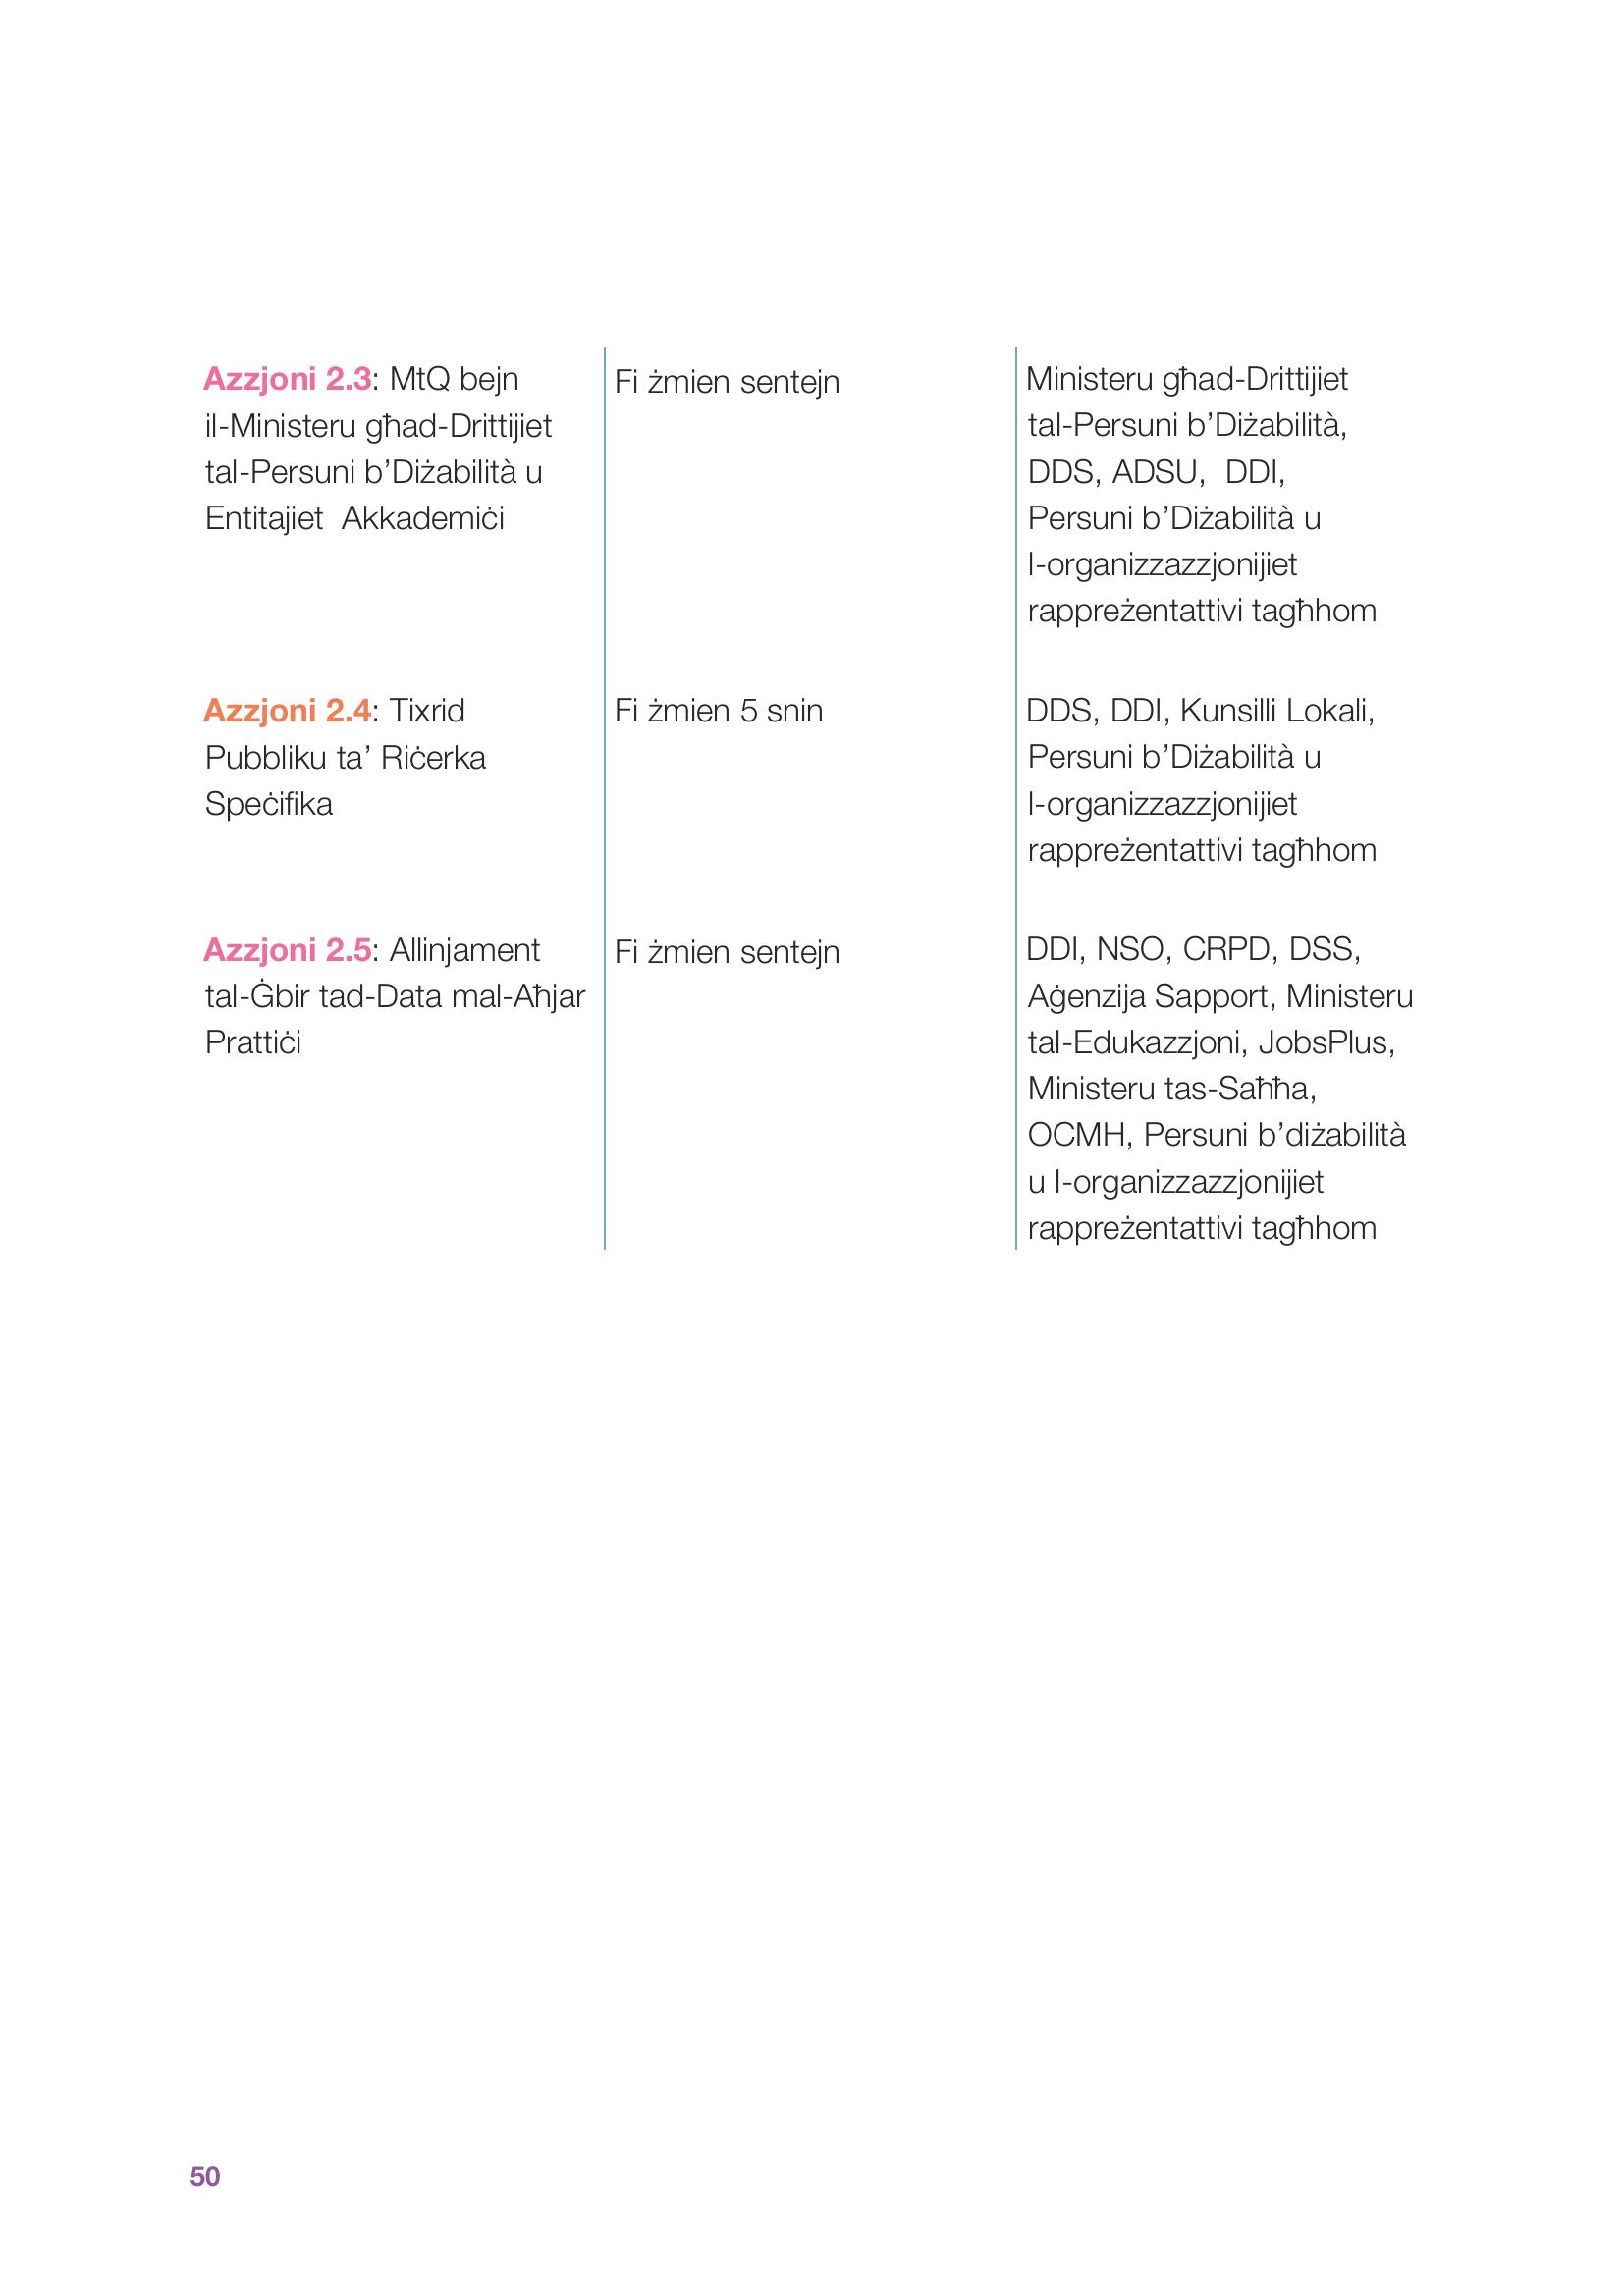 Azzjoni 2.3: MtQ bejn
il-Ministeru għad-Drittijiet
tal-Persuni b’Diżabilità u
Entitajiet  Akkademiċi
Fi żmien sentejn
Ministeru għad-Drittijiet
tal-Persuni b’Diżabilità,
DDS, ADSU,  DDI,
Persuni b’Diżabilità u
l-organizzazzjonijiet
rappreżentattivi tagħhom
Azzjoni 2.4: Tixrid
Pubbliku ta’ Riċerka
Speċifika
Fi żmien 5 snin
DDS, DDI, Kunsilli Lokali,
Persuni b’Diżabilità u
l-organizzazzjonijiet
rappreżentattivi tagħhom
Azzjoni 2.5: Allinjament
tal-Ġbir tad-Data mal-Aħjar
Prattiċi
Fi żmien sentejn
DDI, NSO, CRPD, DSS,
Aġenzija Sapport, Ministeru
tal-Edukazzjoni, JobsPlus,
Ministeru tas-Saħħa,
OCMH, Persuni b’diżabilità
u l-organizzazzjonijiet
rappreżentattivi tagħhom
50